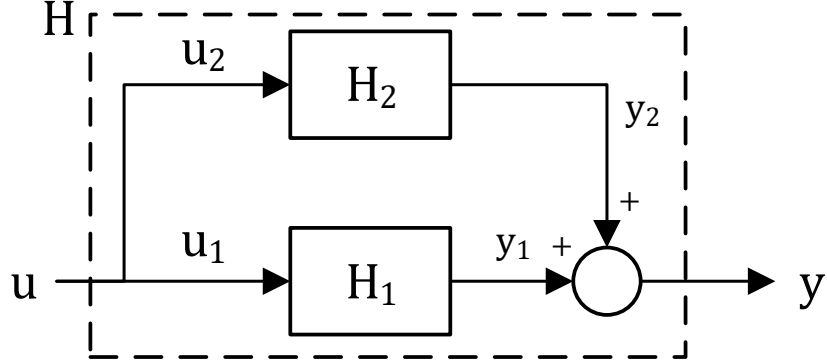 H
u₂
H₂
y₂
+
u₁
y₁
+
u
H₁
y